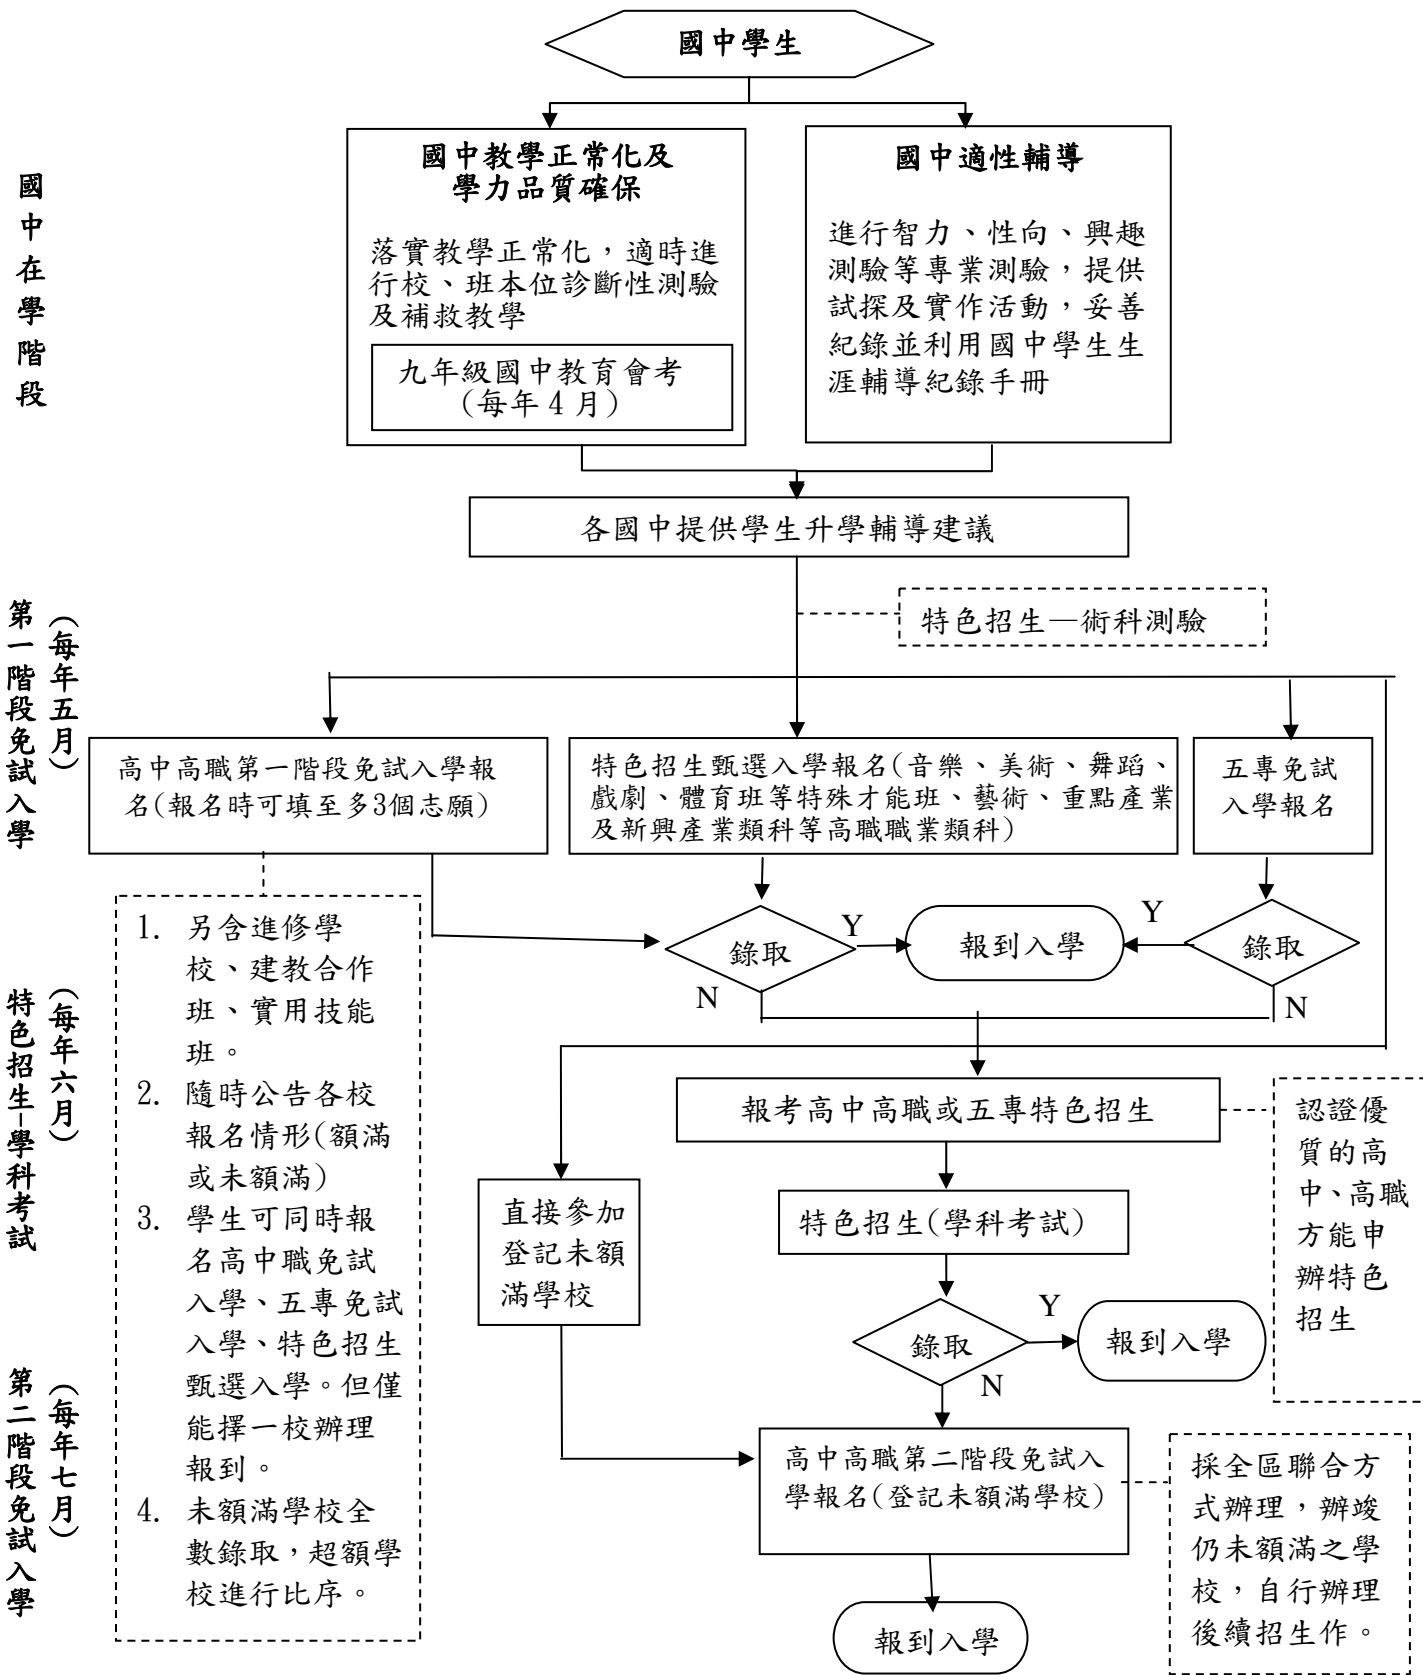 國中學生
國中在學階段
國中教學正常化及
學力品質確保
落實教學正常化，適時進
行校、班本位診斷性測驗
及補救教學
九年級國中教育會考
(每年4月)
國中適性輔導
進行智力、性向、興趣
測驗等專業測驗，提供
試探及實作活動，妥善
紀錄並利用國中學生生
涯輔導紀錄手冊
各國中提供學生升學輔導建議
特色招生—術科測驗
第一階段免試入學
(每年五月)
高中高職第一階段免試入學報
名(報名時可填至多3個志願)
特色招生甄選入學報名(音樂、美術、舞蹈、
戲劇、體育班等特殊才能班、藝術、重點產業
及新興產業類科等高職職業類科)
五專免試
入學報名
1. 另含進修學
校、建教合作
班、實用技能
班。
2. 隨時公告各校
報名情形(額滿
或未額滿)
3. 學生可同時報
名高中職免試
入學、五專免試
入學、特色招生
甄選入學。但僅
能擇一校辦理
報到。
4. 未額滿學校全
數錄取，超額學
校進行比序。
錄取
Y
報到入學
Y
錄取
N
N
特色招生-學科考試
(每年六月)
報考高中高職或五專特色招生
認證優
質的高
中、高職
方能申
辦特色
招生
直接參加
登記未額
滿學校
特色招生(學科考試)
錄取
Y
報到入學
N
第二階段免試入學
(每年七月)
高中高職第二階段免試入
學報名(登記未額滿學校)
採全區聯合方
式辦理，辦竣
仍未額滿之學
校，自行辦理
後續招生作。
報到入學